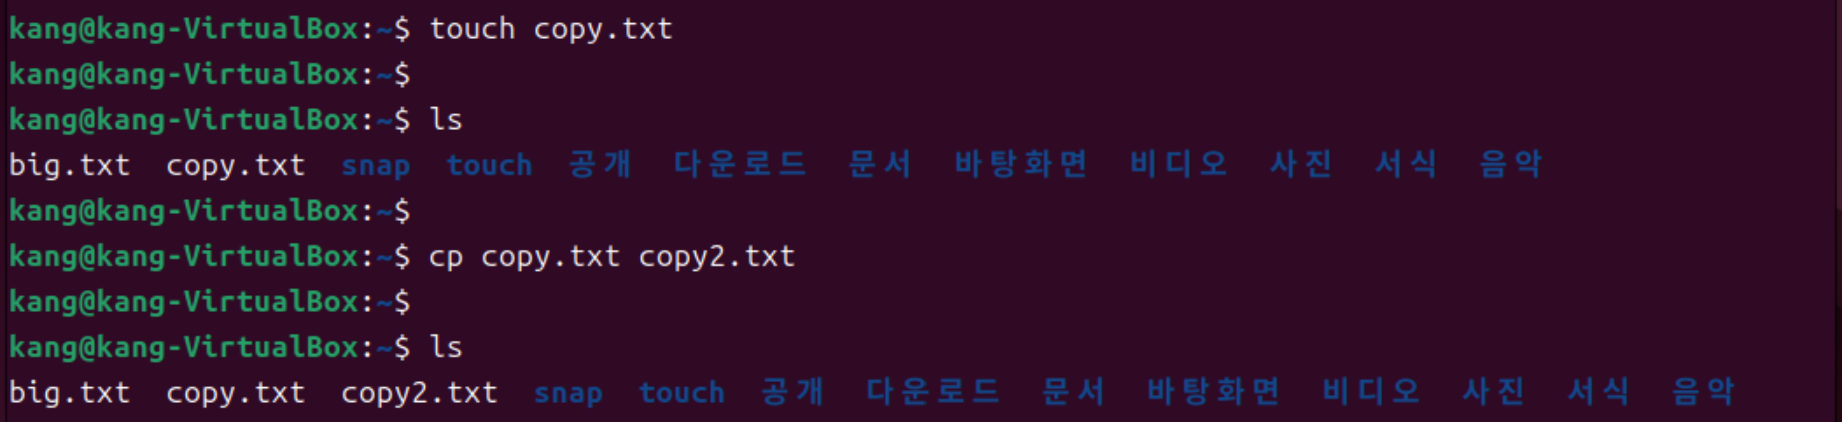 kang@kang-VirtualBox:~$ touch copy.txt
kang@kang-VirtualBox:~$
kang@kang-VirtualBox:~$ ls
big.txt  copy.txt  snap  touch  공개  다운로드  문서  바탕화면  비디오  사진  서식  음악
kang@kang-VirtualBox:~$
kang@kang-VirtualBox:~$ cp copy.txt copy2.txt
kang@kang-VirtualBox:~$
kang@kang-VirtualBox:~$ ls
big.txt  copy.txt  copy2.txt  snap  touch  공개  다운로드  문서  바탕화면  비디오  사진  서식  음악